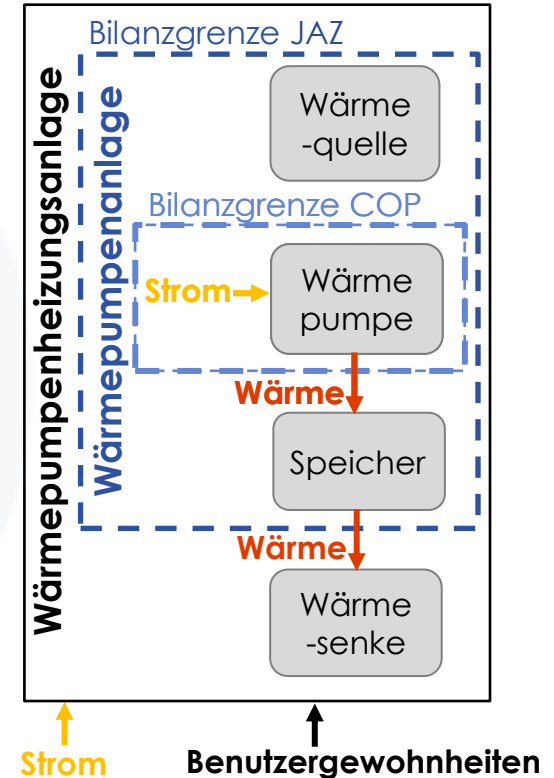 Bilanzgrenze JAZ
Wärmepumpenheizungsanlage
Wärmepumpenanlage
Wärme
-quelle
Bilanzgrenze COP
Strom
Wärme
pumpe
Wärme
Speicher
Wärme
Wärme
-senke
Strom
Benutzergewohnheiten